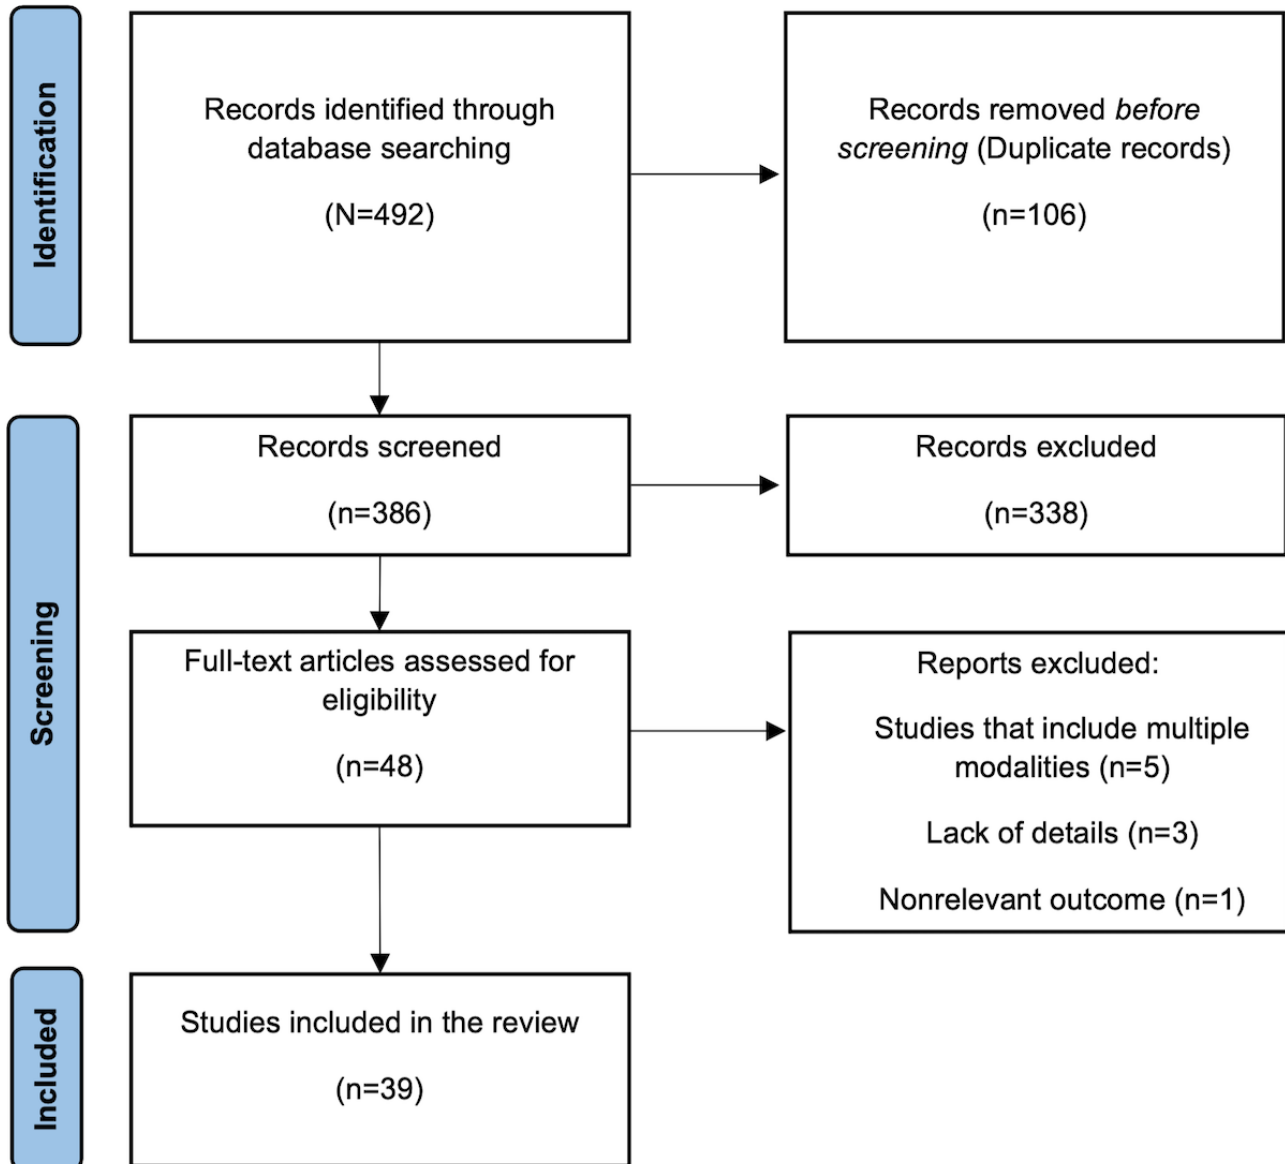 Identification
Records identified through
database searching
(N=492)
Records removed before
screening (Duplicate records)
(n=106)
Screening
Records screened
(n=386)
Records excluded
(n=338)
Full-text articles assessed for
eligibility
(n=48)
Reports excluded:
Studies that include multiple
modalities (n=5)
Lack of details (n=3)
Nonrelevant outcome (n=1)
Included
Studies included in the review
(n=39)